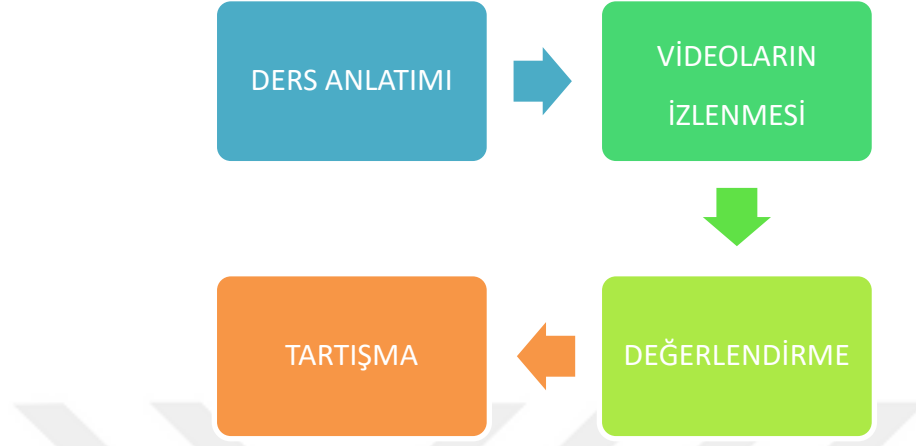 DERS ANLATIMI
VİDEOLARIN
İZLENMESİ
DEĞERLENDİRME
TARTIŞMA